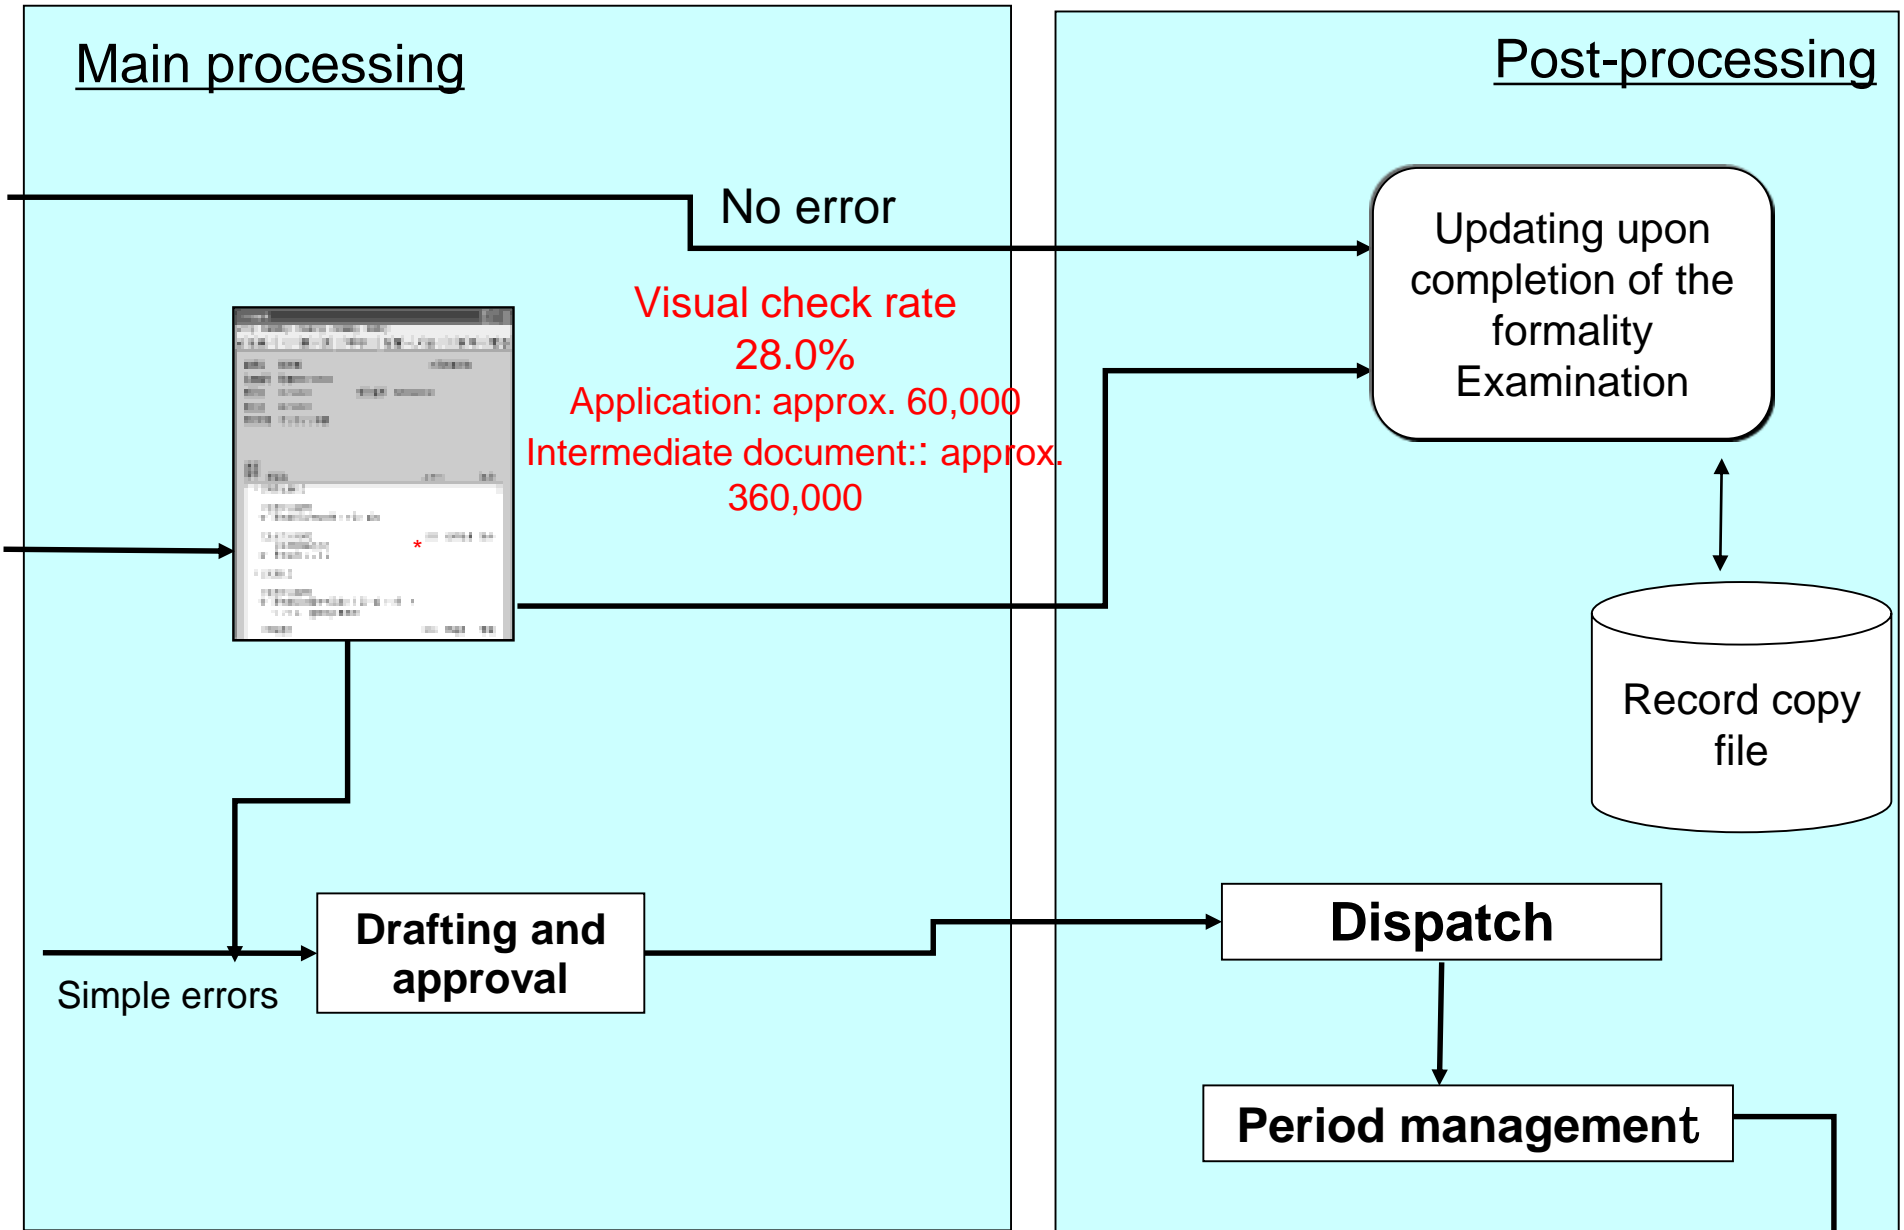 Main processing
Post-processing
No error
Visual check rate
28.0%
Application: approx. 60,000
Intermediate document:: approx.
360,000
*
Updating upon
completion of the
formality
Examination
Record copy
file
Simple errors
Drafting and
approval
Dispatch
Period management